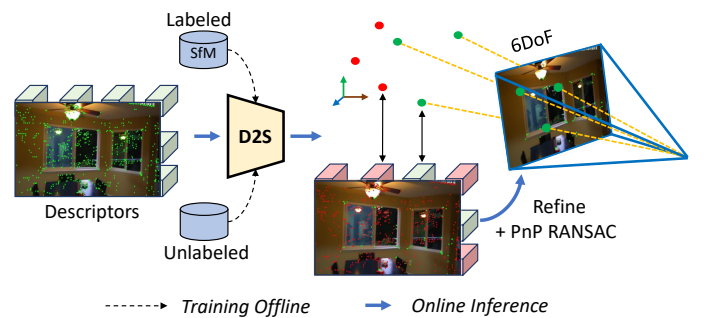 Labeled
SfM
D2S
Descriptors
Unlabeled
6DoF
Refine
+ PnP RANSAC
Training Offline
Online Inference